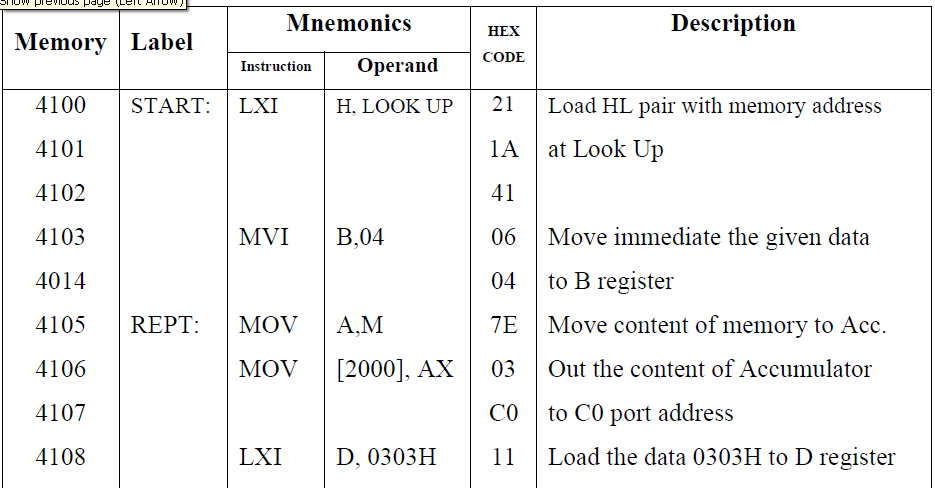 Show previous page (Left Arrow)
Memory Label Mnemonics HEX CODE Description
Instruction Operand
4100 START: LXI H, LOOK UP 21 Load HL pair with memory address
4101 1A at Look Up
4102 41
4103 MVI B,04 06 Move immediate the given data
4014 04 to B register
4105 REPT: MOV A,M 7E Move content of memory to Acc.
4106 MOV [2000], AX 03 Out the content of Accumulator
4107 C0 to C0 port address
4108 LXI D, 0303H 11 Load the data 0303H to D register